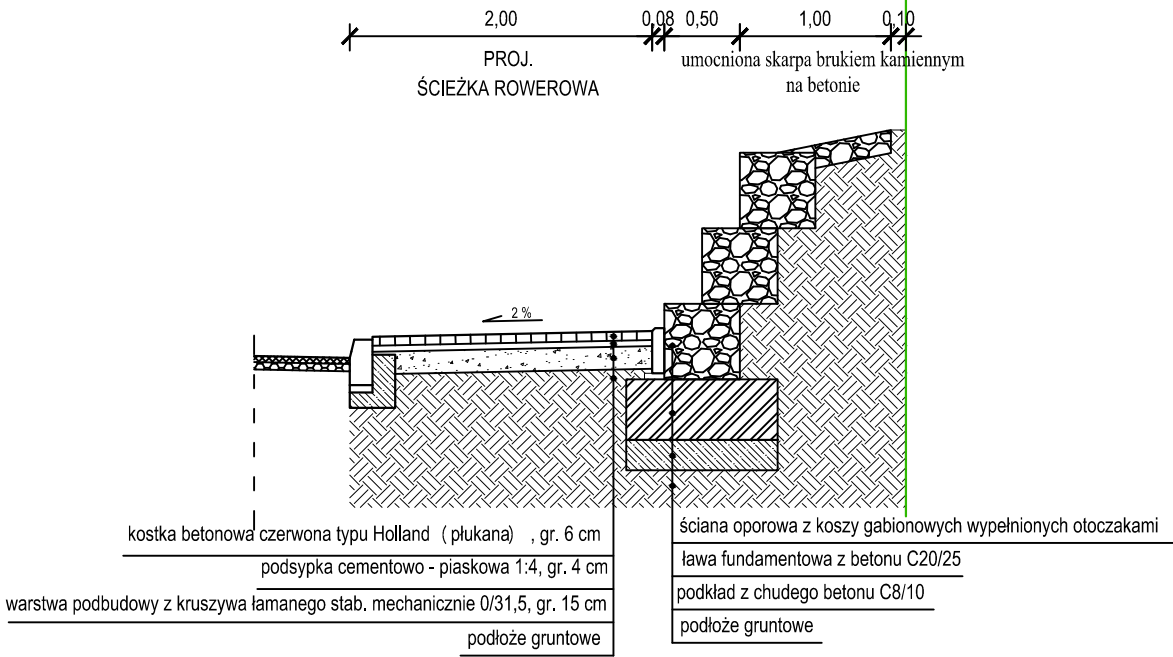 2,00
0,08
0,50
1,00
0,10
PROJ.
ŚCIEŻKA ROWEROWA
umocniona skarpa brukiem kamiennym
na betonie
2 %
kostka betonowa czerwona typu Holland ( płukana) , gr. 6 cm
podsypka cementowo - piaskowa 1:4, gr. 4 cm
warstwa podbudowy z kruszywa łamanego stab. mechanicznie 0/31,5, gr. 15 cm
podłoże gruntowe
ściana oporowa z koszy gabionowych wypełnionych otoczakami
ława fundamentowa z betonu C20/25
podkład z chudego betonu C8/10
podłoże gruntowe